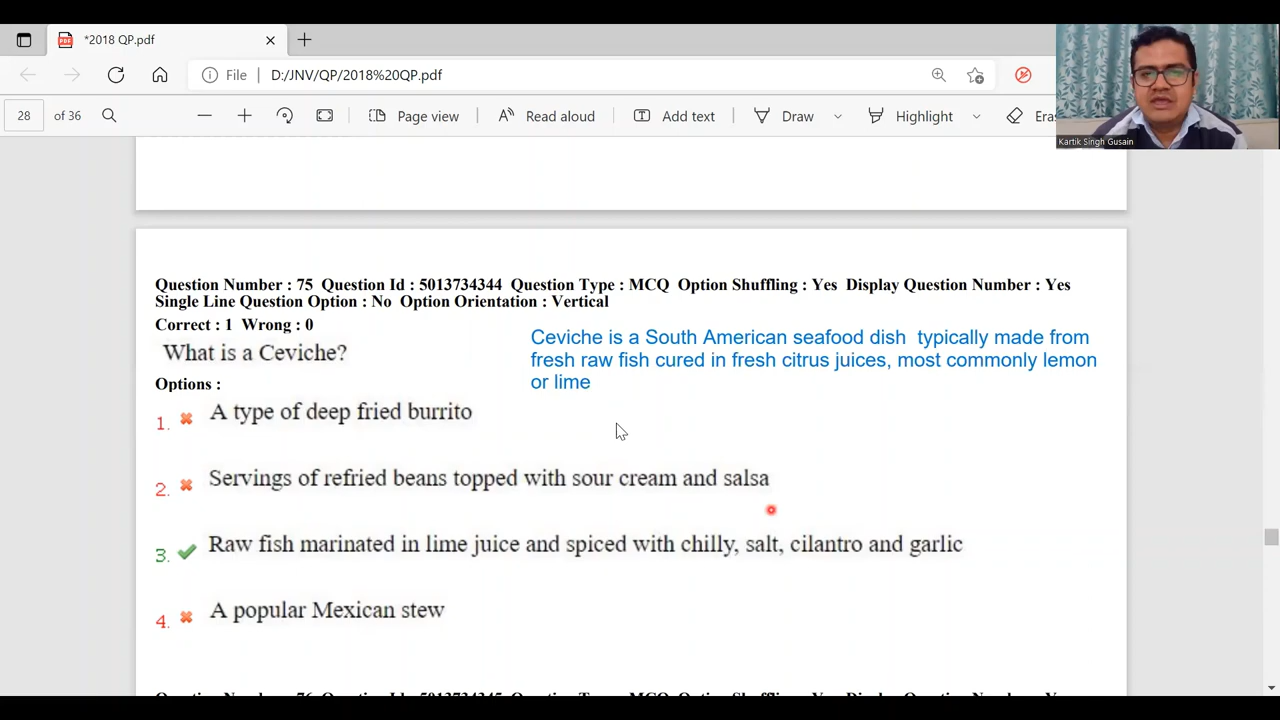 *2018 QP.pdf
File D:/JNV/QP/2018%20QP.pdf
28 of 36 Page view Read aloud Add text Draw Highlight Eras
Kartik Singh Gusain
Question Number : 75 Question Id : 5013734344 Question Type : MCQ Option Shuffling : Yes Display Question Number : Yes
Single Line Question Option : No Option Orientation : Vertical
Correct : 1 Wrong : 0
What is a Ceviche?
Ceviche is a South American seafood dish typically made from
fresh raw fish cured in fresh citrus juices, most commonly lemon
or lime
Options :
1. A type of deep fried burrito
2. Servings of refried beans topped with sour cream and salsa
3. Raw fish marinated in lime juice and spiced with chilly, salt, cilantro and garlic
4. A popular Mexican stew